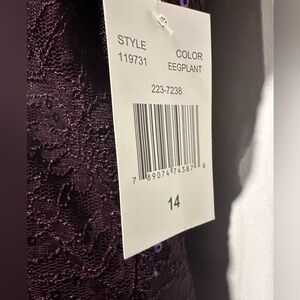 STYLE COLOR
119731 EEGPLANT
223-7238
7 89074 74387 6
14